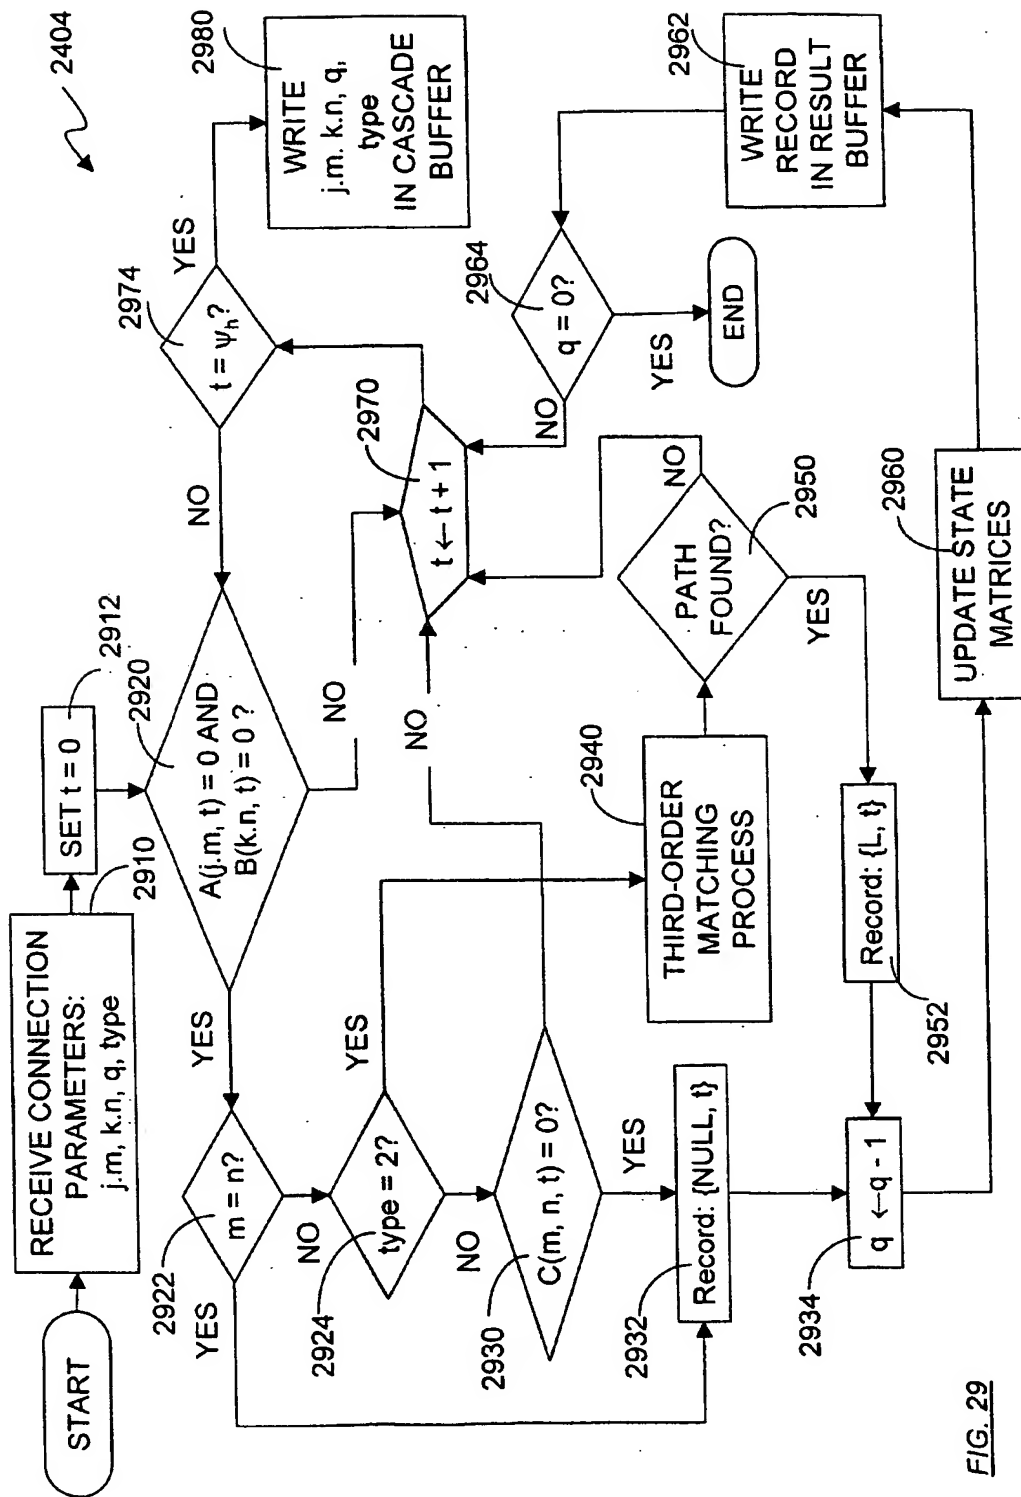 2404
START
RECEIVE CONNECTION
PARAMETERS:
j.m, k.n, q, type
2910
SET t = 0
2912
A(j.m, t) = 0 AND
B(k.n, t) = 0 ?
2920
YES
NO
m = n?
2922
YES
NO
type = 2?
2924
YES
NO
C(m, n, t) = 0?
2930
YES
NO
Record: {NULL, t}
2932
q ← q - 1
2934
THIRD-ORDER
MATCHING
PROCESS
2940
PATH
FOUND?
2950
NO
YES
Record: {L, t}
2952
UPDATE STATE
MATRICES
2960
WRITE
RECORD
IN RESULT
BUFFER
2962
q = 0?
2964
NO
YES
END
t ← t + 1
2970
t = ψh?
2974
NO
YES
WRITE
j.m. k.n, q,
type
IN CASCADE
BUFFER
2980
FIG. 29